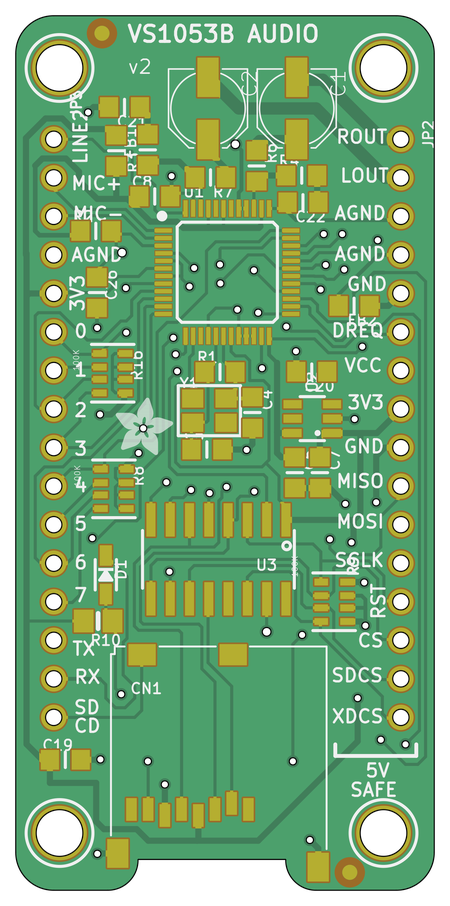 VS1053B AUDIO
v2
C2
C1
JP2
LINE2
ROUT
R7
C8
MIC+
U1
LOUT
MIC-
C22
AGND
AGND
AGND
C26
GND
3V3
0
DREQ
R1
VCC
1
R16
Y1
3V3
2
C4
3
GND
C7
4
R8
MISO
5
MOSI
6
D1
U3
SCLK
7
RST
R10
TX
CS
RX
CN1
SDCS
SD
CD
XDCS
C19
5V
SAFE